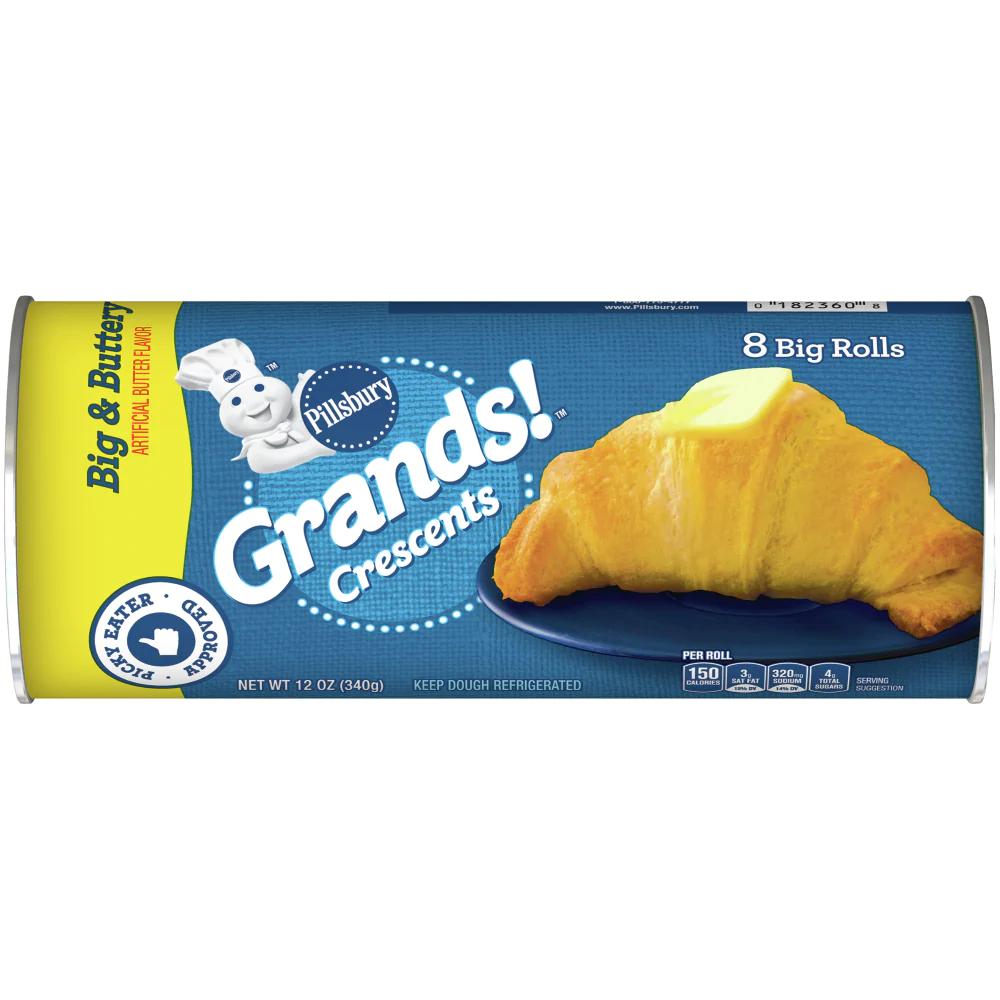 Big & Buttery
ARTIFICIAL BUTTER FLAVOR
www.Pillsbury.com
0 182360 8
8 Big Rolls
Pillsbury
TM
Grands!
TM
Crescents
PICKY EATER · APPROVED ·
NET WT 12 OZ (340g)
KEEP DOUGH REFRIGERATED
PER ROLL
150 CALORIES
3g SAT FAT 15% DV
320mg SODIUM 14% DV
4g TOTAL SUGARS
SERVING
SUGGESTION